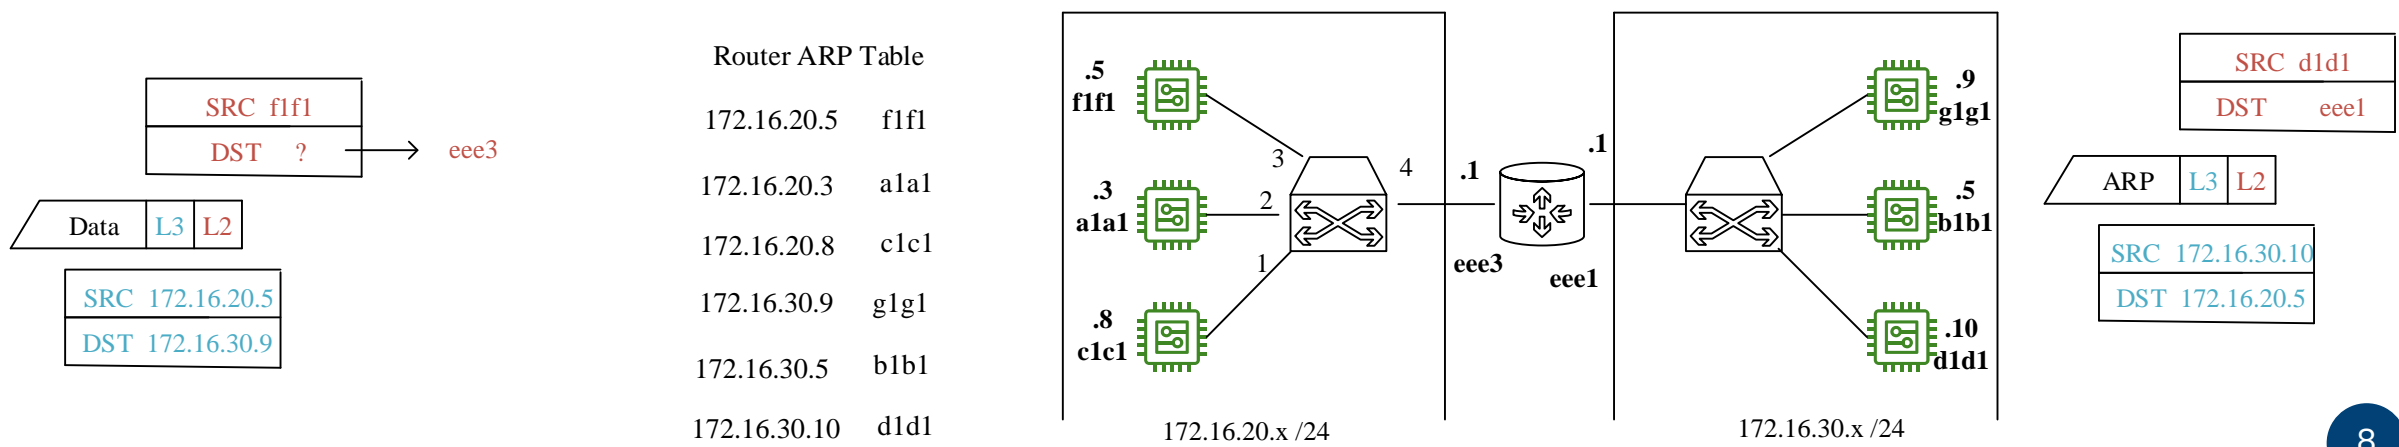 SRC f1f1
DST ?
eee3
Data L3 L2
SRC 172.16.20.5
DST 172.16.30.9
Router ARP Table
172.16.20.5 f1f1
172.16.20.3 a1a1
172.16.20.8 c1c1
172.16.30.9 g1g1
172.16.30.5 b1b1
172.16.30.10 d1d1
.5
f1f1
.3
a1a1
.8
c1c1
3
2
1
4
172.16.20.x /24
.1
eee3
.1
eee1
.9
g1g1
.5
b1b1
.10
d1d1
172.16.30.x /24
SRC d1d1
DST eee1
ARP L3 L2
SRC 172.16.30.10
DST 172.16.20.5
8